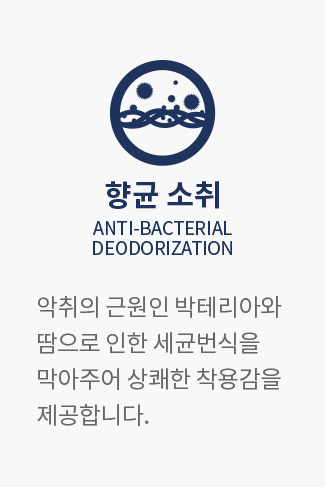 향균 소취
ANTI-BACTERIAL
DEODORIZATION
악취의 근원인 박테리아와
땀으로 인한 세균번식을
막아주어 상쾌한 착용감을
제공합니다.